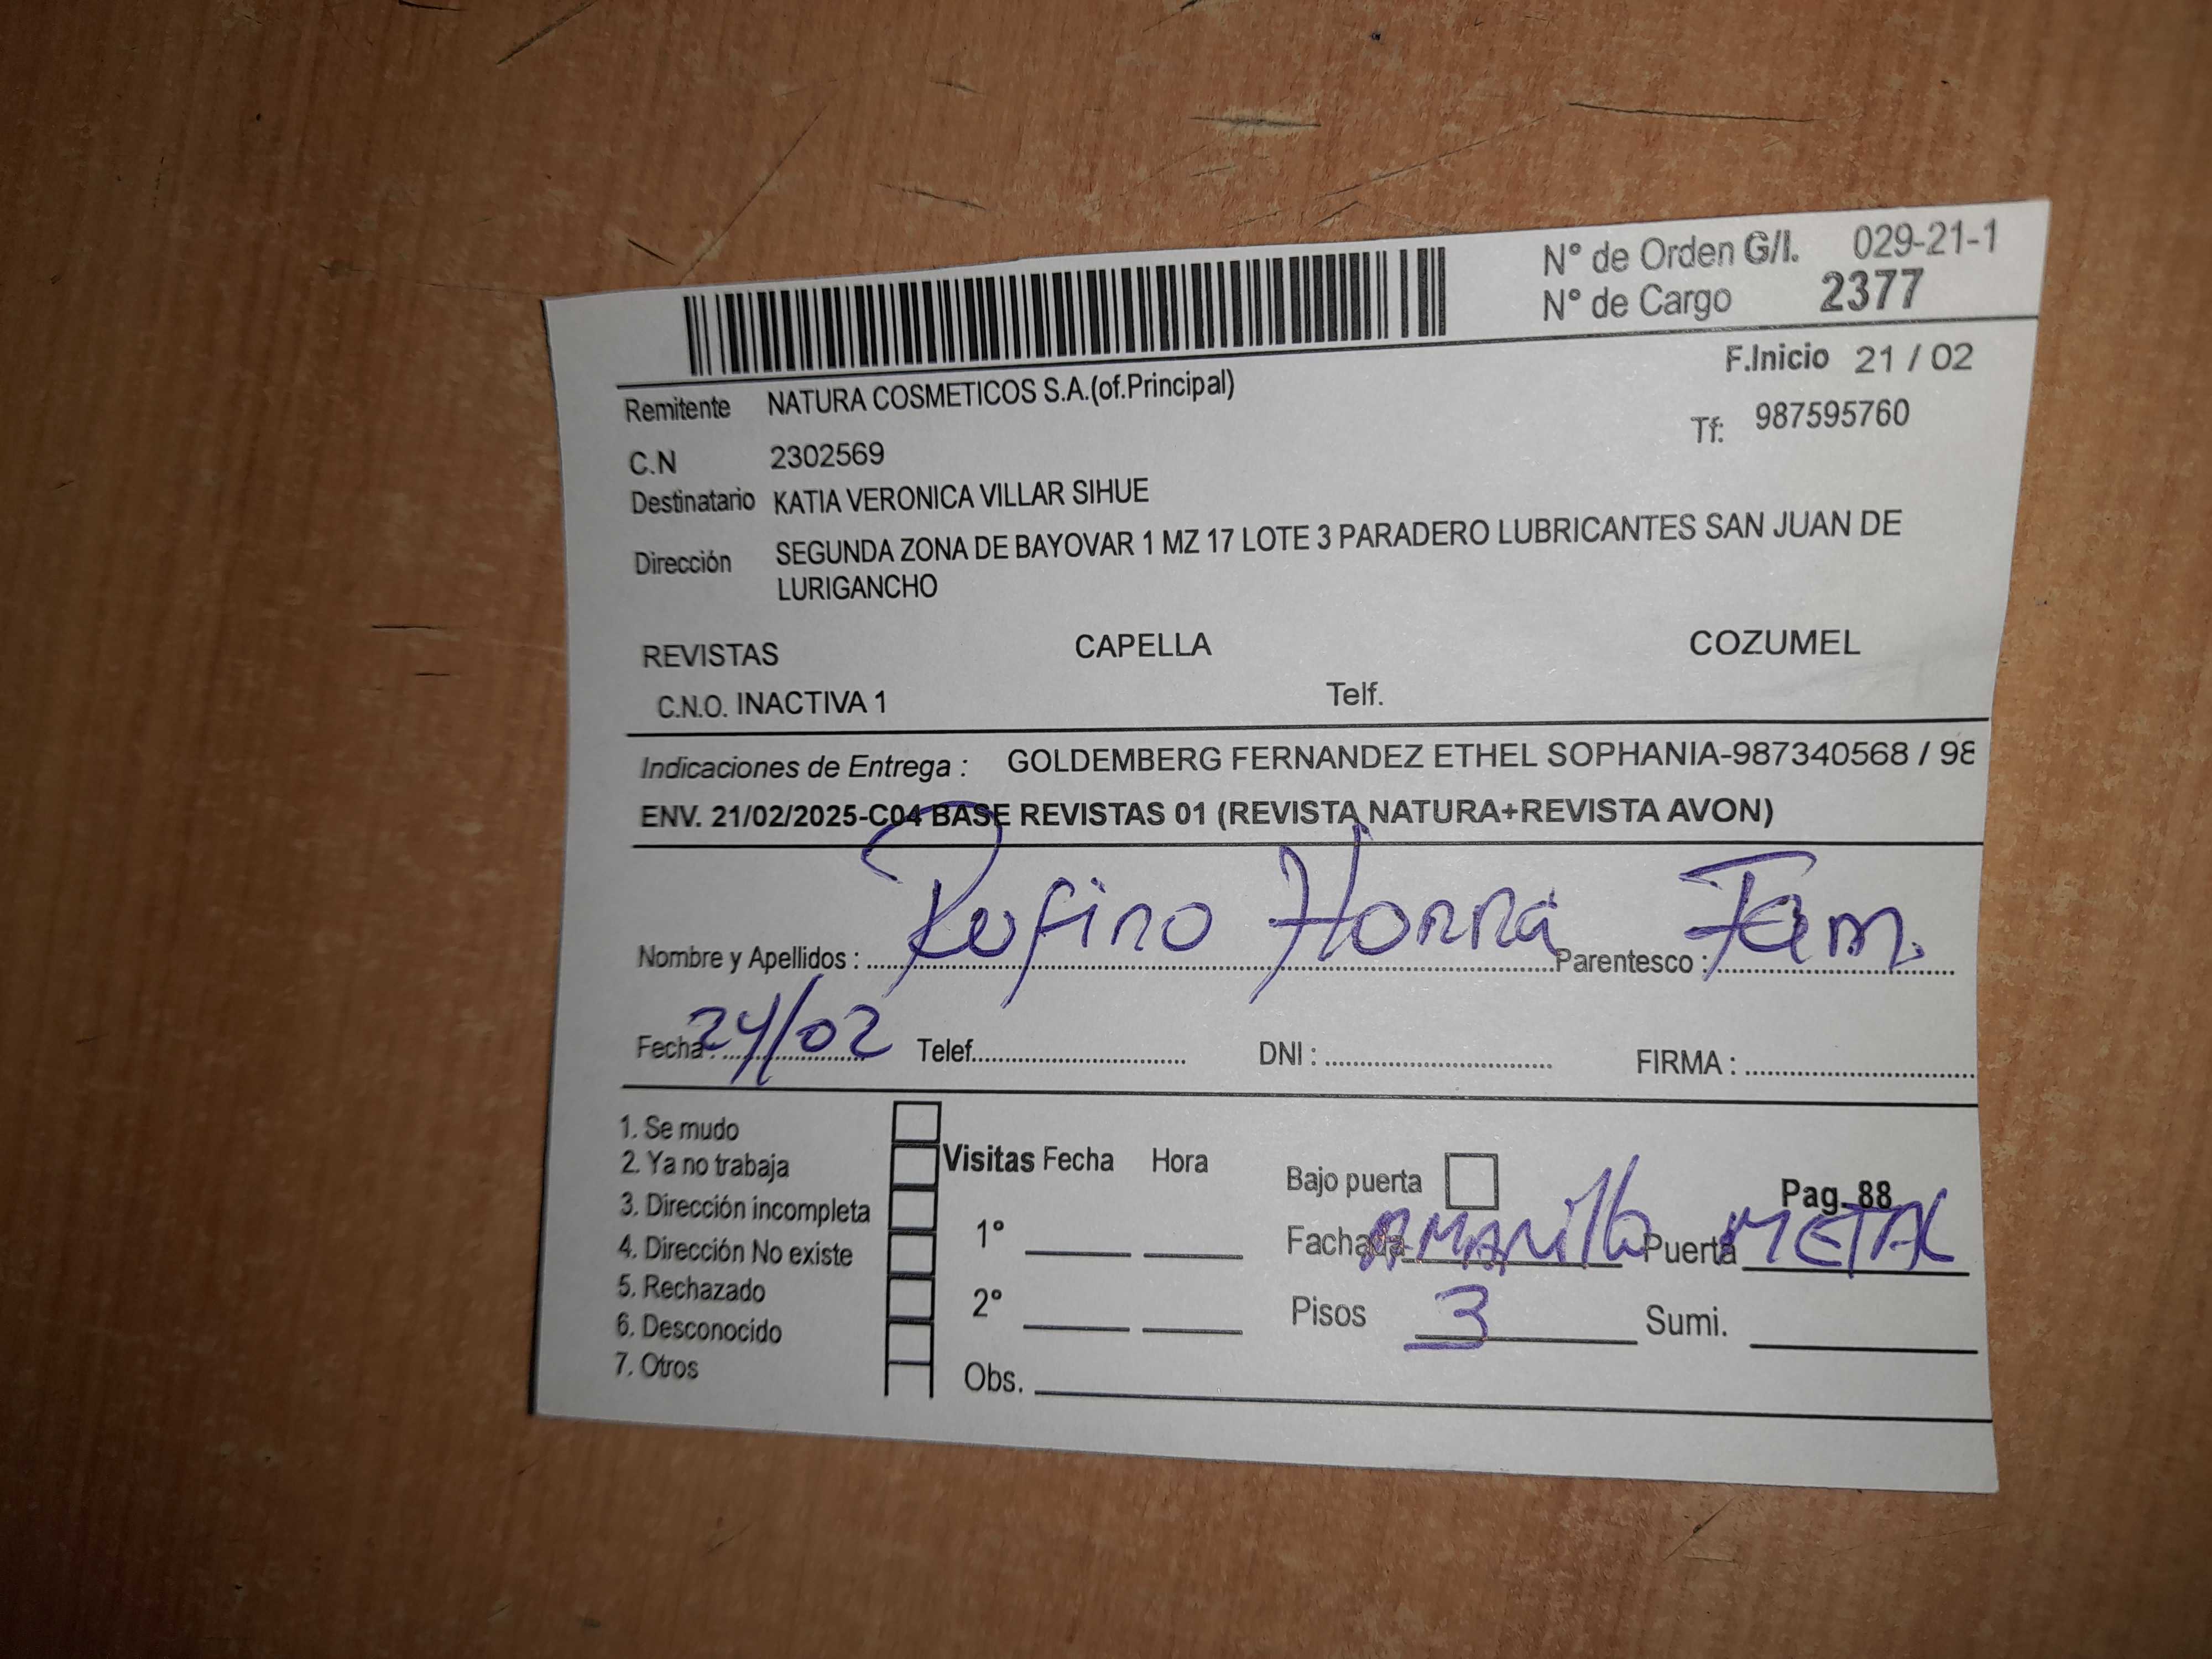 N° de Orden G/I. 029-21-1
N° de Cargo 2377
F.Inicio 21 / 02
Remitente NATURA COSMETICOS S.A.(of.Principal)
Tf: 987595760
C.N 2302569
Destinatario KATIA VERONICA VILLAR SIHUE
Dirección SEGUNDA ZONA DE BAYOVAR 1 MZ 17 LOTE 3 PARADERO LUBRICANTES SAN JUAN DE
LURIGANCHO
REVISTAS CAPELLA COZUMEL
C.N.O. INACTIVA 1 Telf.
Indicaciones de Entrega : GOLDEMBERG FERNANDEZ ETHEL SOPHANIA-987340568 / 98
ENV. 21/02/2025-C04 BASE REVISTAS 01 (REVISTA NATURA+REVISTA AVON)
Nombre y Apellidos : Rufino Parentesco : Fam.
Fecha : 24/02 Telef. DNI : FIRMA :
1. Se mudo
2. Ya no trabaja Visitas Fecha Hora Bajo puerta Pag. 88
3. Dirección incompleta
4. Dirección No existe 1° Fachada AMARillo Puerta METAL
5. Rechazado 2° Pisos 3 Sumi.
6. Desconocido
7. Otros Obs.